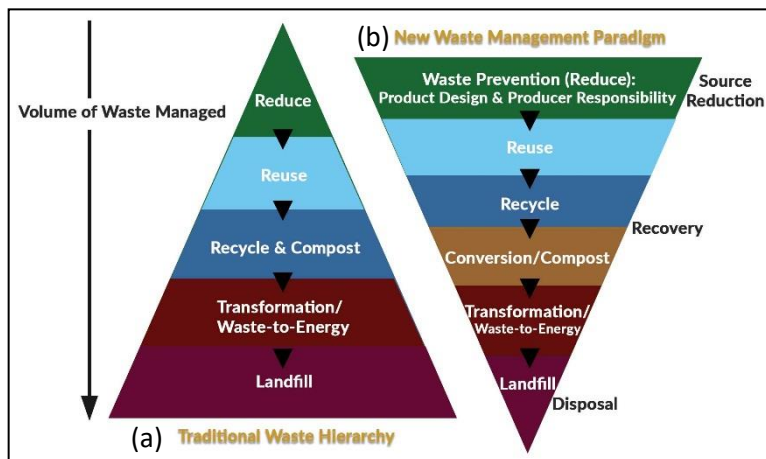 Volume of Waste Managed
Reduce
Reuse
Recycle & Compost
Transformation/
Waste-to-Energy
Landfill
(a) Traditional Waste Hierarchy
(b) New Waste Management Paradigm
Waste Prevention (Reduce):
Product Design & Producer Responsibility
Source
Reduction
Reuse
Recycle
Recovery
Conversion/Compost
Transformation/
Waste-to-Energy
Landfill
Disposal